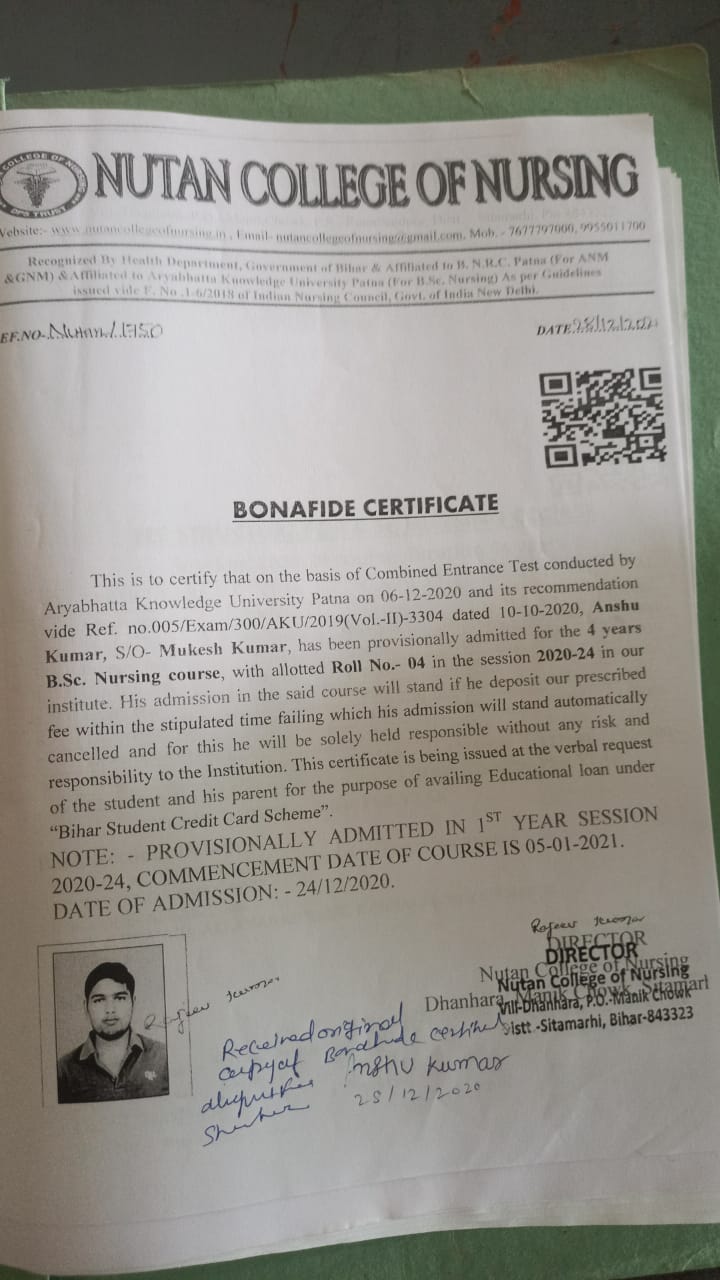 NUTAN COLLEGE OF NURSING
Website:- www.nutancollegeofnursing.in , Email- nutancollegeofnursing@gmail.com, Mob. - 7677797000, 9955011700
Recognized By Health Department, Government of Bihar & Affiliated to B. N.R.C. Patna (For ANM
&GNM) & Affiliated to Aryabhatta Knowledge University Patna (For B.Sc. Nursing) As per Guidelines
issued vide F. No .1-6/2018 of Indian Nursing Council, Govt. of India New Delhi.
EF.NO-Nutan/1750
DATE 28/12/202
BONAFIDE CERTIFICATE
This is to certify that on the basis of Combined Entrance Test conducted by
Aryabhatta Knowledge University Patna on 06-12-2020 and its recommendation
vide Ref. no.005/Exam/300/AKU/2019(Vol.-II)-3304 dated 10-10-2020, Anshu
Kumar, S/O- Mukesh Kumar, has been provisionally admitted for the 4 years
B.Sc. Nursing course, with allotted Roll No.- 04 in the session 2020-24 in our
institute. His admission in the said course will stand if he deposit our prescribed
fee within the stipulated time failing which his admission will stand automatically
cancelled and for this he will be solely held responsible without any risk and
responsibility to the Institution. This certificate is being issued at the verbal request
of the student and his parent for the purpose of availing Educational loan under
“Bihar Student Credit Card Scheme”.
NOTE: - PROVISIONALLY ADMITTED IN 1ST YEAR SESSION
2020-24, COMMENCEMENT DATE OF COURSE IS 05-01-2021.
DATE OF ADMISSION: - 24/12/2020.
Rajeev Kumar
DIRECTOR
DIRECTOR
Nutan College of Nursing
Nutan College of Nursing
Dhanhara, Manik Chowk, Sitamarhi
Vill-Dhanhara, P.O.-Manik Chowk
Distt.-Sitamarhi, Bihar-843323
Rajeev Kumar
Received original
copy of Bonafide certificate
Anshu Kumar
28/12/2020